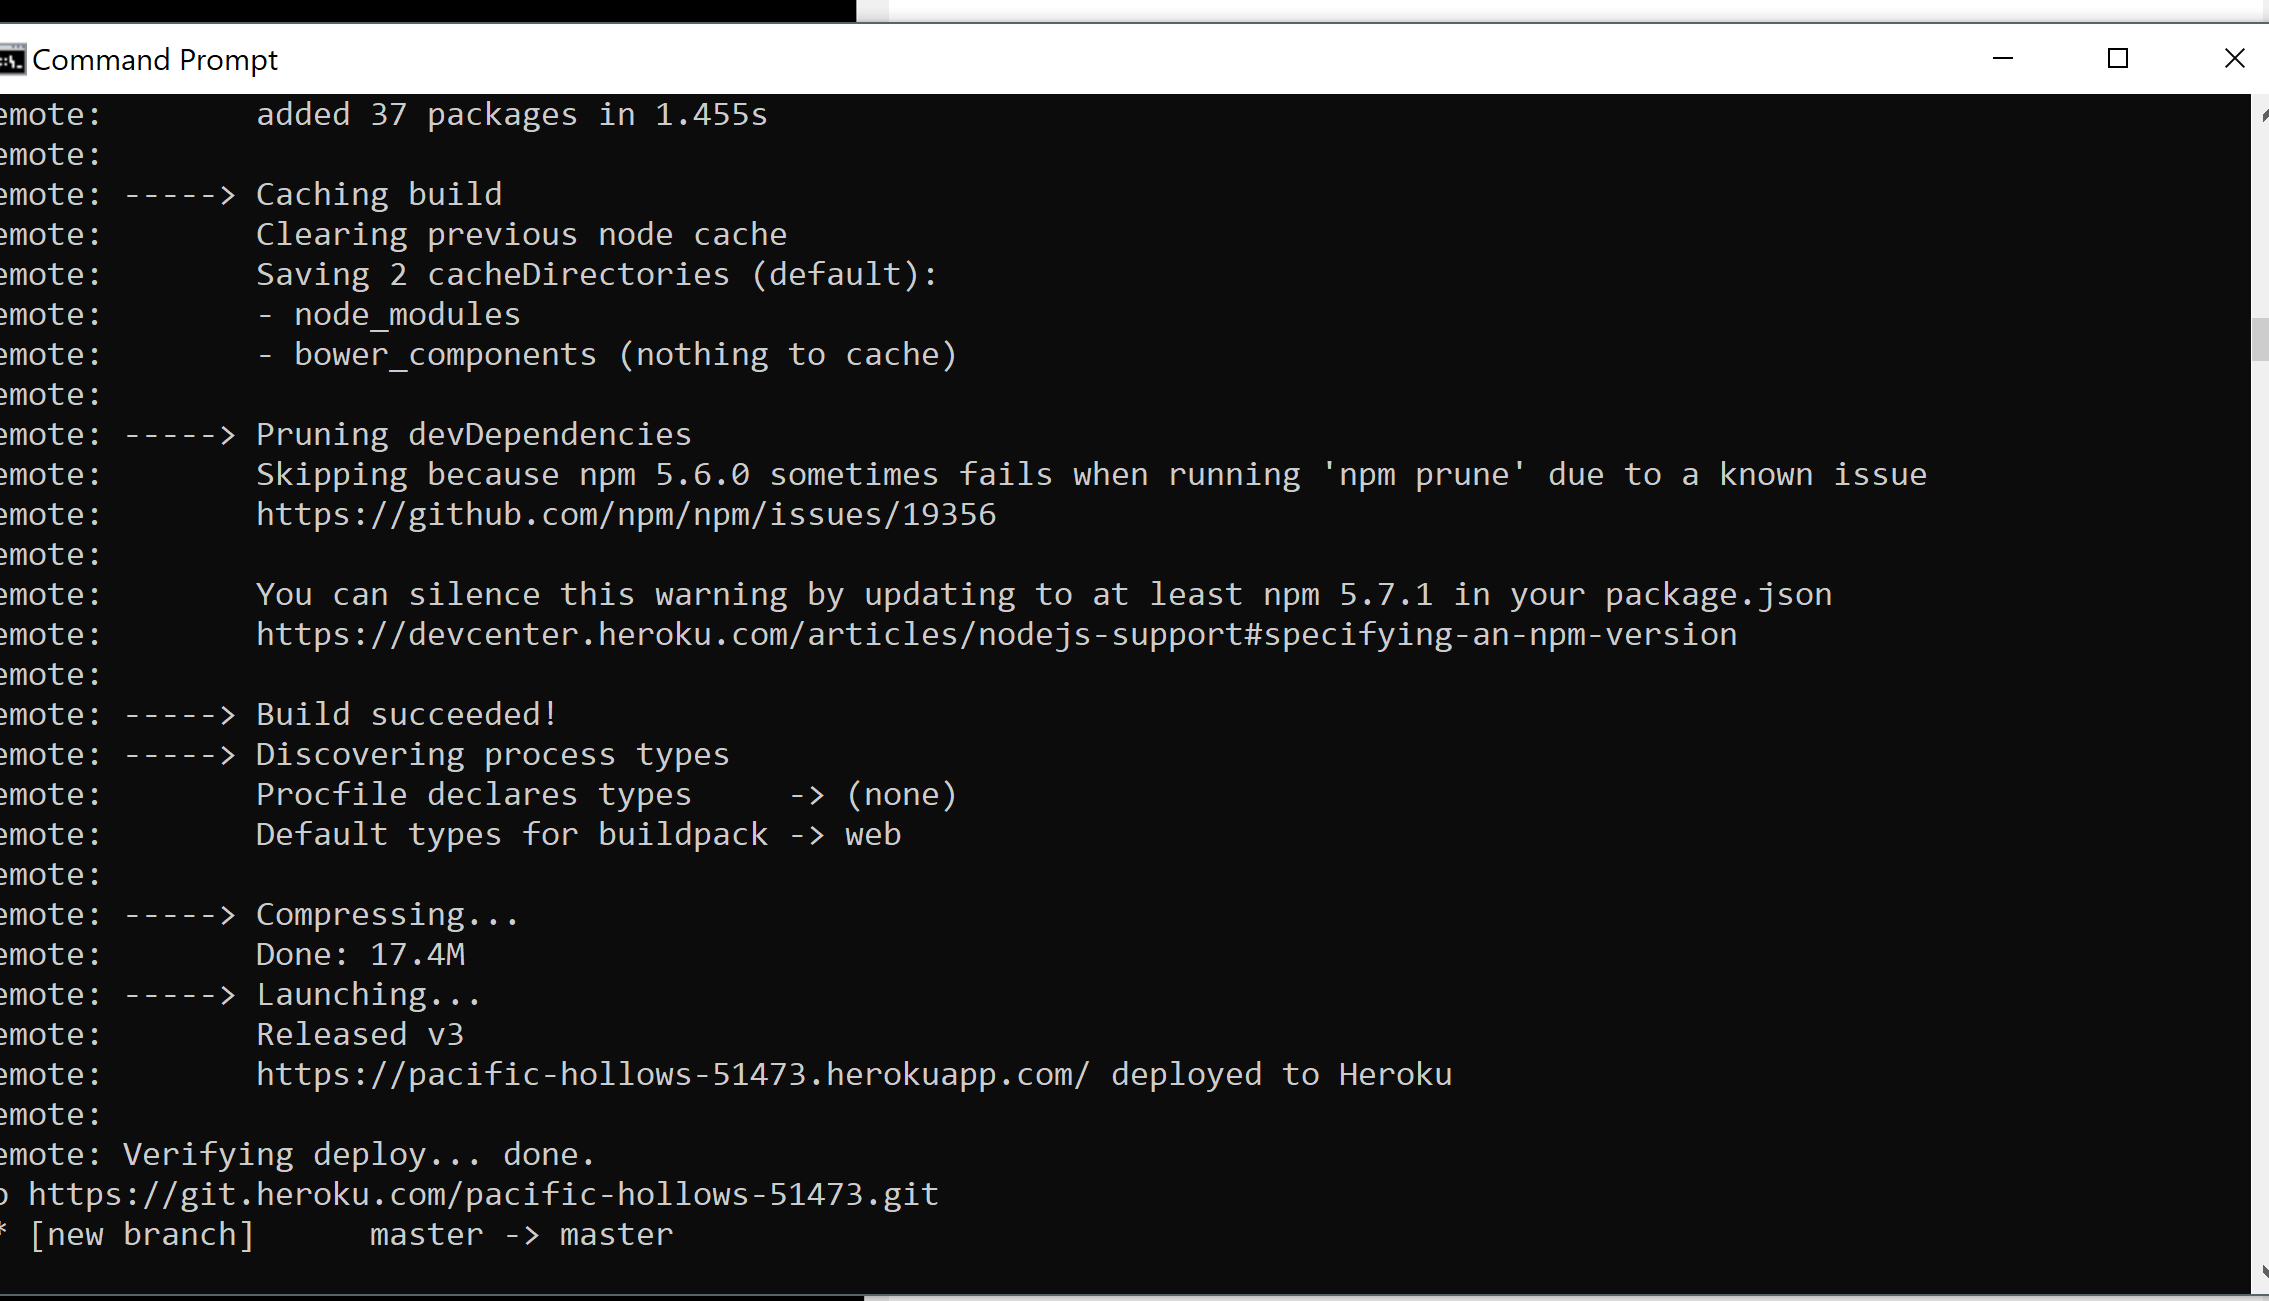 Command Prompt
emote:        added 37 packages in 1.455s
emote:
emote: -----> Caching build
emote:        Clearing previous node cache
emote:        Saving 2 cacheDirectories (default):
emote:        - node_modules
emote:        - bower_components (nothing to cache)
emote:
emote: -----> Pruning devDependencies
emote:        Skipping because npm 5.6.0 sometimes fails when running 'npm prune' due to a known issue
emote:        https://github.com/npm/npm/issues/19356
emote:
emote:        You can silence this warning by updating to at least npm 5.7.1 in your package.json
emote:        https://devcenter.heroku.com/articles/nodejs-support#specifying-an-npm-version
emote:
emote: -----> Build succeeded!
emote: -----> Discovering process types
emote:        Procfile declares types     -> (none)
emote:        Default types for buildpack -> web
emote:
emote: -----> Compressing...
emote:        Done: 17.4M
emote: -----> Launching...
emote:        Released v3
emote:        https://pacific-hollows-51473.herokuapp.com/ deployed to Heroku
emote:
emote: Verifying deploy... done.
o https://git.heroku.com/pacific-hollows-51473.git
* [new branch]      master -> master